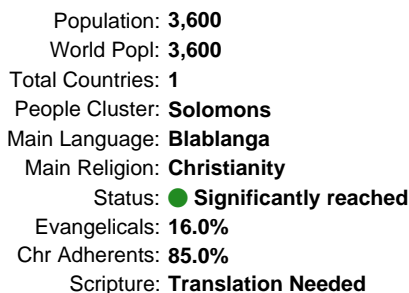 Population: 3,600
World Popl: 3,600
Total Countries: 1
People Cluster: Solomons
Main Language: Blablanga
Main Religion: Christianity
Status: Significantly reached
Evangelicals: 16.0%
Chr Adherents: 85.0%
Scripture: Translation Needed